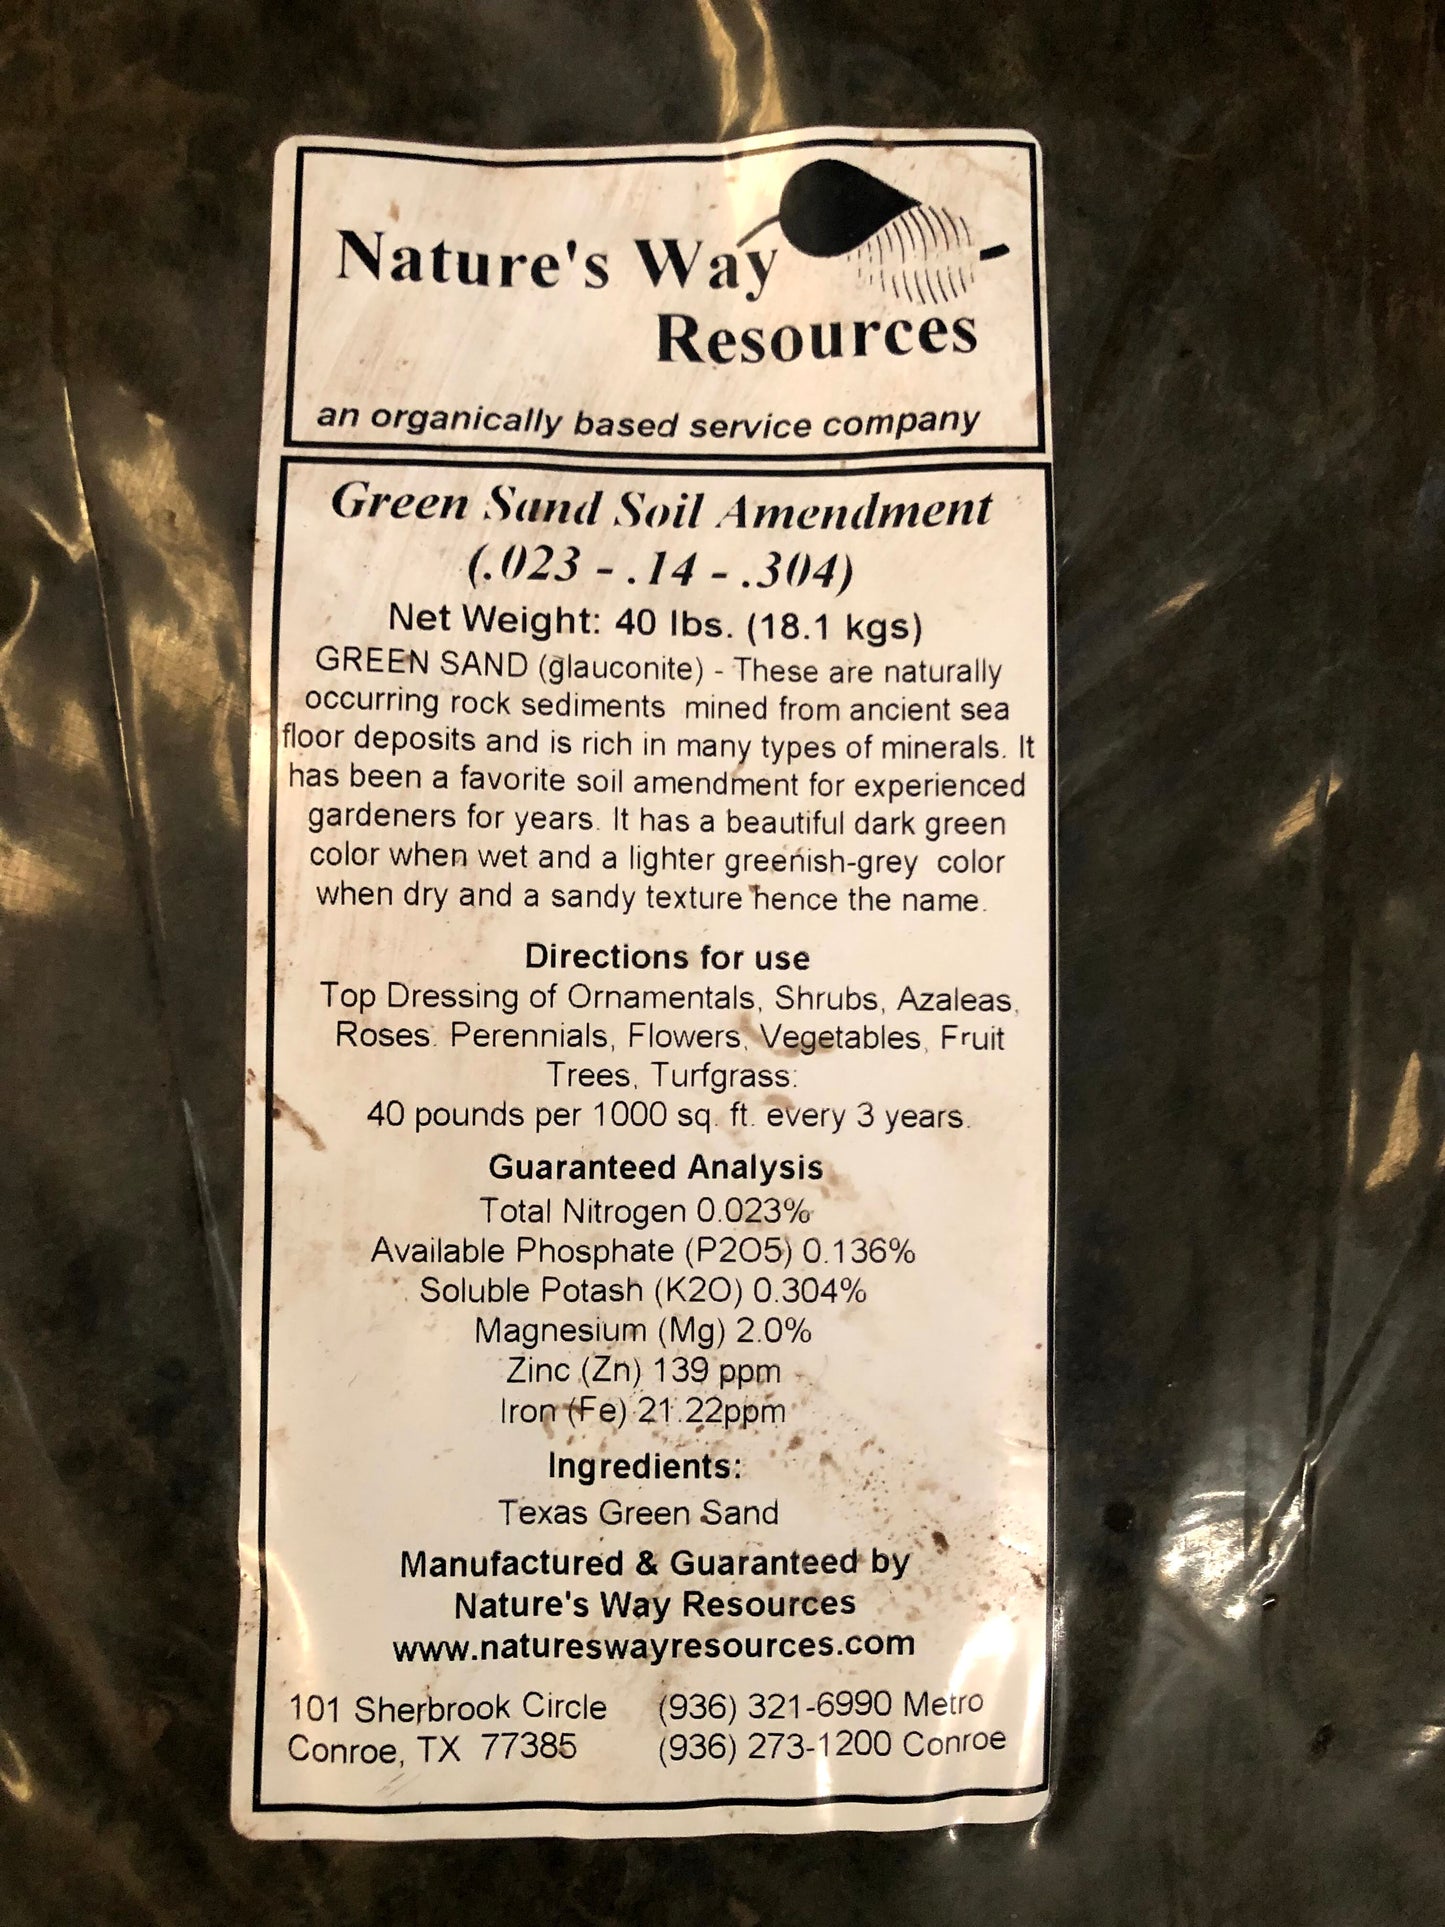 Nature's Way
Resources
an organically based service company
Green Sand Soil Amendment
(.023 - .14 - .304)
Net Weight: 40 lbs. (18.1 kgs)
GREEN SAND (glauconite) - These are naturally
occurring rock sediments mined from ancient sea
floor deposits and is rich in many types of minerals. It
has been a favorite soil amendment for experienced
gardeners for years. It has a beautiful dark green
color when wet and a lighter greenish-grey color
when dry and a sandy texture hence the name.
Directions for use
Top Dressing of Ornamentals, Shrubs, Azaleas,
Roses. Perennials, Flowers, Vegetables, Fruit
Trees, Turfgrass:
40 pounds per 1000 sq. ft. every 3 years.
Guaranteed Analysis
Total Nitrogen 0.023%
Available Phosphate (P2O5) 0.136%
Soluble Potash (K2O) 0.304%
Magnesium (Mg) 2.0%
Zinc (Zn) 139 ppm
Iron (Fe) 21.22ppm
Ingredients:
Texas Green Sand
Manufactured & Guaranteed by
Nature's Way Resources
www.natureswayresources.com
101 Sherbrook Circle (936) 321-6990 Metro
Conroe, TX 77385 (936) 273-1200 Conroe